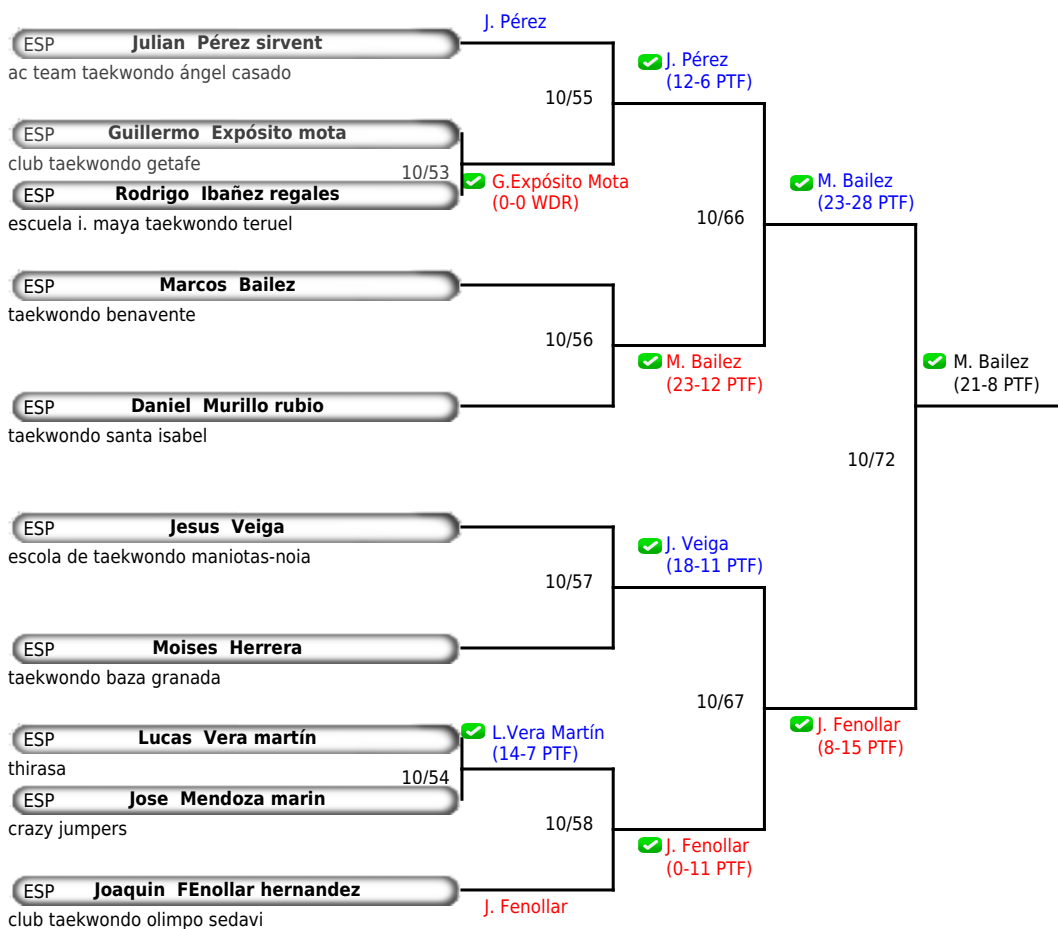 J. Pérez
ESP Julian Pérez sirvent
ac team taekwondo ángel casado
J. Pérez
(12-6 PTF)
10/55
ESP Guillermo Expósito mota
club taekwondo getafe
10/53
G.Expósito Mota
(0-0 WDR)
ESP Rodrigo Ibañez regales
escuela i. maya taekwondo teruel
M. Bailez
(23-28 PTF)
10/66
ESP Marcos Bailez
taekwondo benavente
10/56
M. Bailez
(23-12 PTF)
M. Bailez
(21-8 PTF)
ESP Daniel Murillo rubio
taekwondo santa isabel
10/72
ESP Jesus Veiga
escola de taekwondo maniotas-noia
J. Veiga
(18-11 PTF)
10/57
ESP Moises Herrera
taekwondo baza granada
10/67
L.Vera Martín
(14-7 PTF)
J. Fenollar
(8-15 PTF)
ESP Lucas Vera martín
thirasa
10/54
ESP Jose Mendoza marin
crazy jumpers
10/58
J. Fenollar
(0-11 PTF)
ESP Joaquin FEnollar hernandez
club taekwondo olimpo sedavi
J. Fenollar